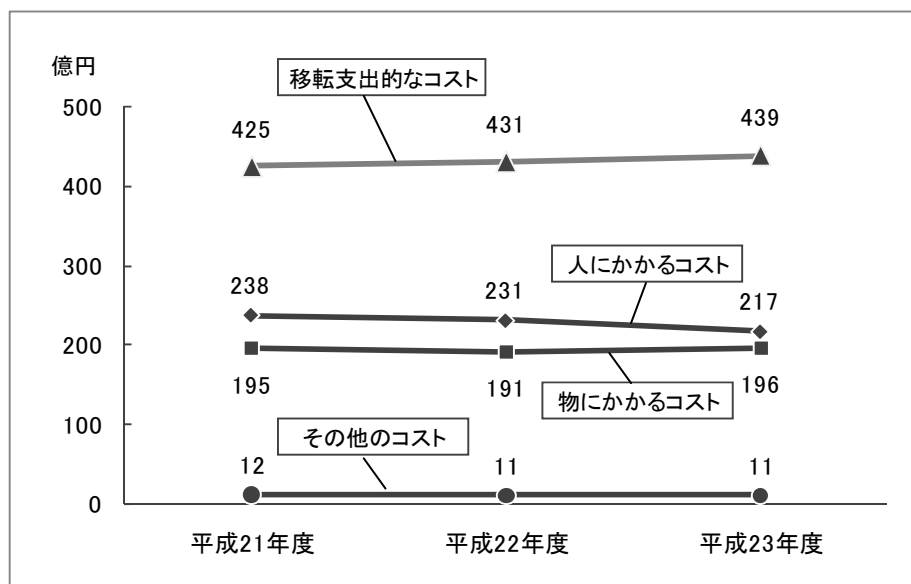 億円
移転支出的なコスト
500
425
431
439
400
300
人にかかるコスト
238
231
217
200
195
191
196
物にかかるコスト
100
その他のコスト
12
11
11
0
平成21年度
平成22年度
平成23年度